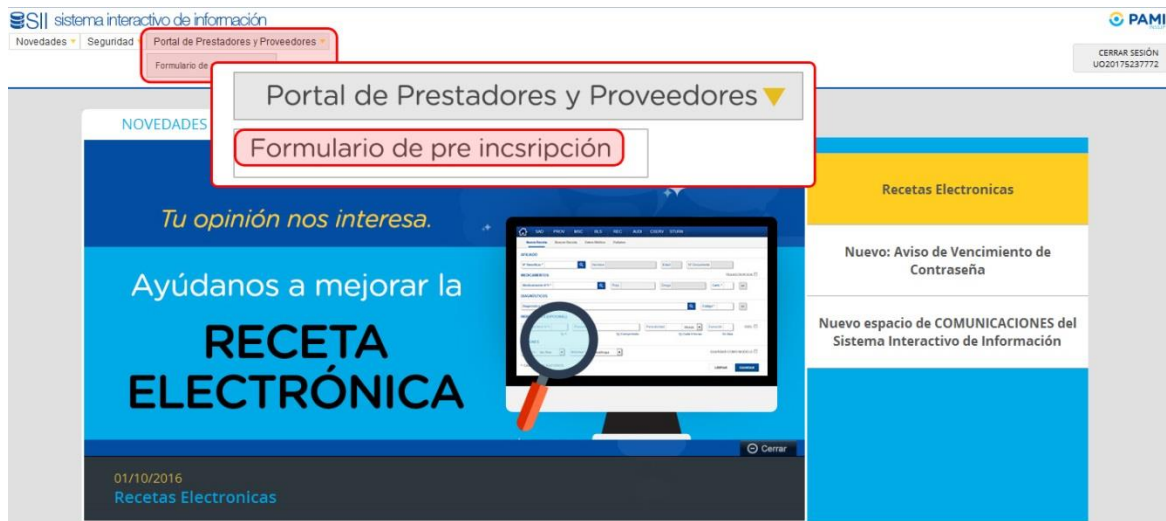 SII sistema interactivo de información
PAMI
Novedades Seguridad Portal de Prestadores y Proveedores
CERRAR SESIÓN
UO20175237772
Formulario de
Portal de Prestadores y Proveedores
Formulario de pre incsripción
NOVEDADES
Tu opinión nos interesa.
Ayúdanos a mejorar la
RECETA
ELECTRÓNICA
Cerrar
01/10/2016
Recetas Electronicas
Recetas Electronicas
Nuevo: Aviso de Vencimiento de
Contraseña
Nuevo espacio de COMUNICACIONES del
Sistema Interactivo de Información